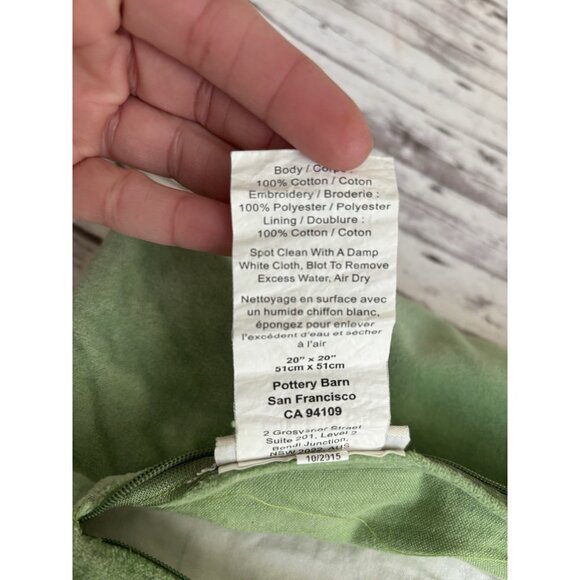 Body / Corps :
100% Cotton / Coton
Embroidery / Broderie :
100% Polyester / Polyester
Lining / Doublure :
100% Cotton / Coton
Spot Clean With A Damp
White Cloth, Blot To Remove
Excess Water, Air Dry
Nettoyage en surface avec
un humide chiffon blanc,
épongez pour enlever
l'excédent d'eau et sécher
à l'air
20" x 20"
51cm x 51cm
Pottery Barn
San Francisco
CA 94109
2 Grosvenor Street
Suite 201, Level 2
Bondi Junction,
NSW 2022, AUS
10/2015